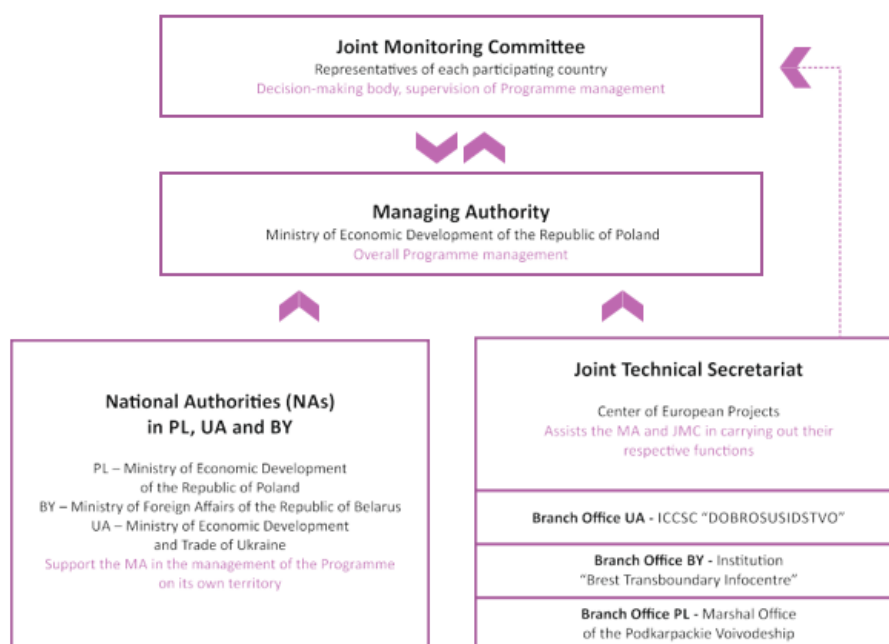 Joint Monitoring Committee
Representatives of each participating country
Decision-making body, supervision of Programme management
Managing Authority
Ministry of Economic Development of the Republic of Poland
Overall Programme management
National Authorities (NAs)
in PL, UA and BY
PL – Ministry of Economic Development
of the Republic of Poland
BY – Ministry of Foreign Affairs of the Republic of Belarus
UA – Ministry of Economic Development
and Trade of Ukraine
Support the MA in the management of the Programme
on its own territory
Joint Technical Secretariat
Center of European Projects
Assists the MA and JMC in carrying out their
respective functions
Branch Office UA - ICCSC “DOBROSUSIDSTVO”
Branch Office BY - Institution
“Brest Transboundary Infocentre”
Branch Office PL - Marshal Office
of the Podkarpackie Voivodeship